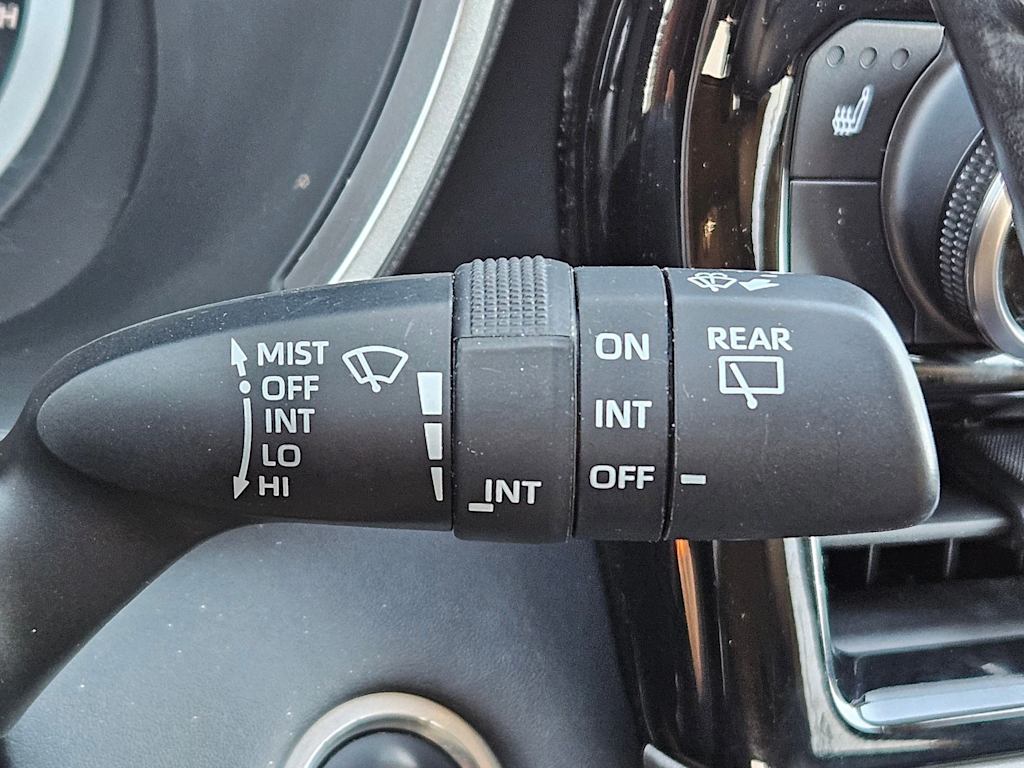 H
MIST
OFF
INT
LO
HI
INT
ON
INT
OFF
REAR